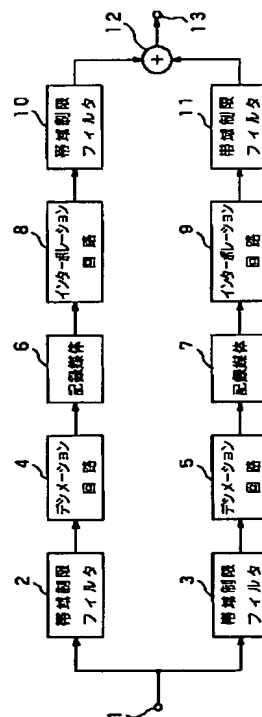 1
2
帯域制限
フィルタ
4
デシメーション
回路
6
記録媒体
8
インターポレーション
回路
10
帯域制限
フィルタ
12
+
13
3
帯域制限
フィルタ
5
デシメーション
回路
7
記録媒体
9
インターポレーション
回路
11
帯域制限
フィルタ